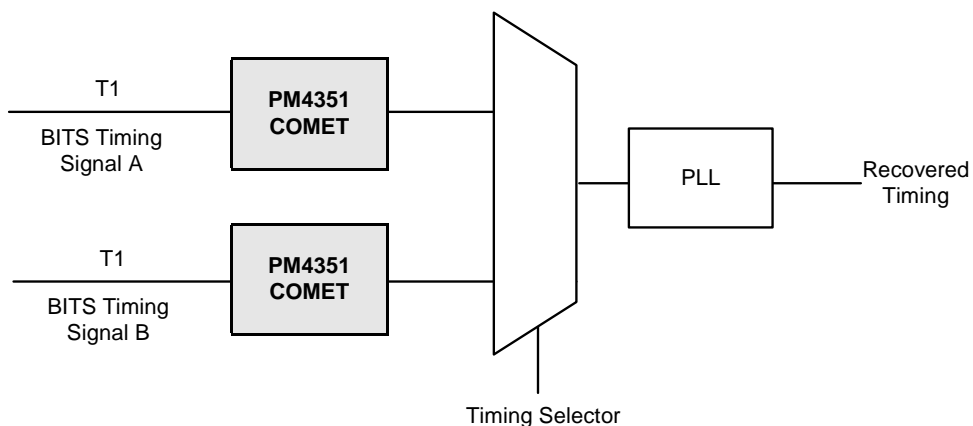 T1
BITS Timing
Signal A
PM4351
COMET
T1
BITS Timing
Signal B
PM4351
COMET
PLL
Recovered
Timing
Timing Selector